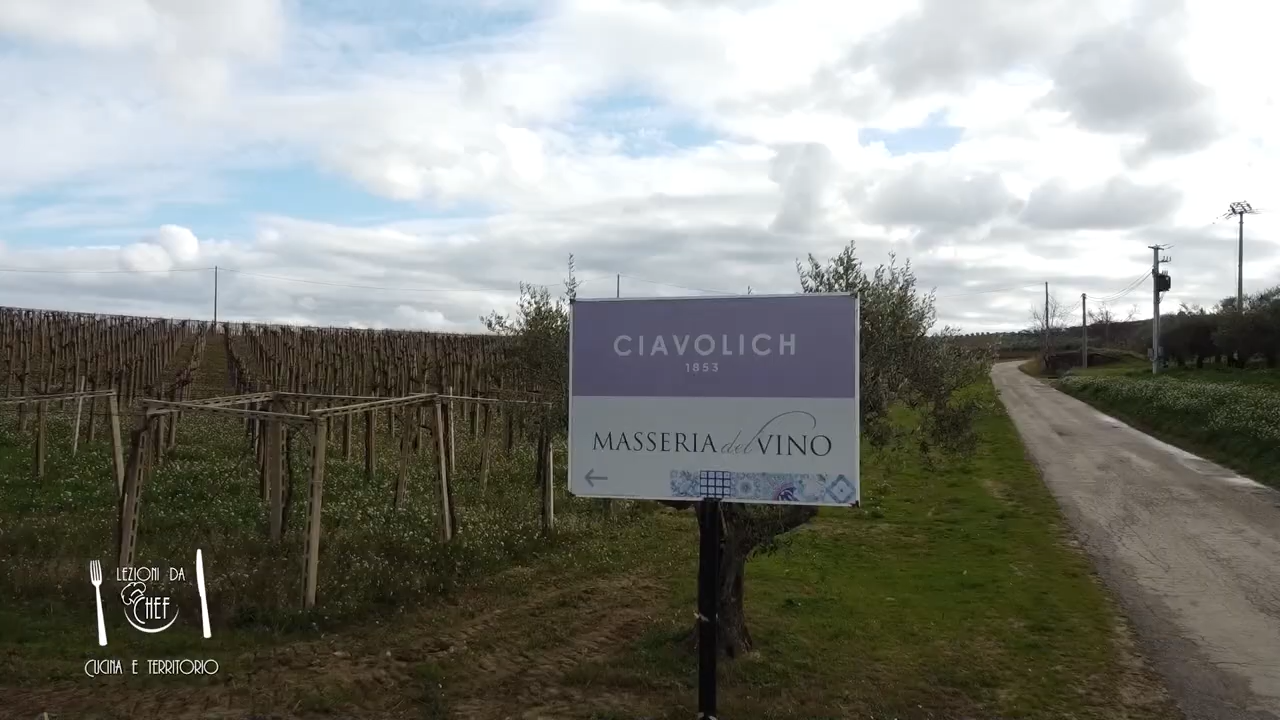 CIAVOLICH
1853
MASSERIA del VINO
LEZIONI DA
CHEF
CUCINA E TERRITORIO